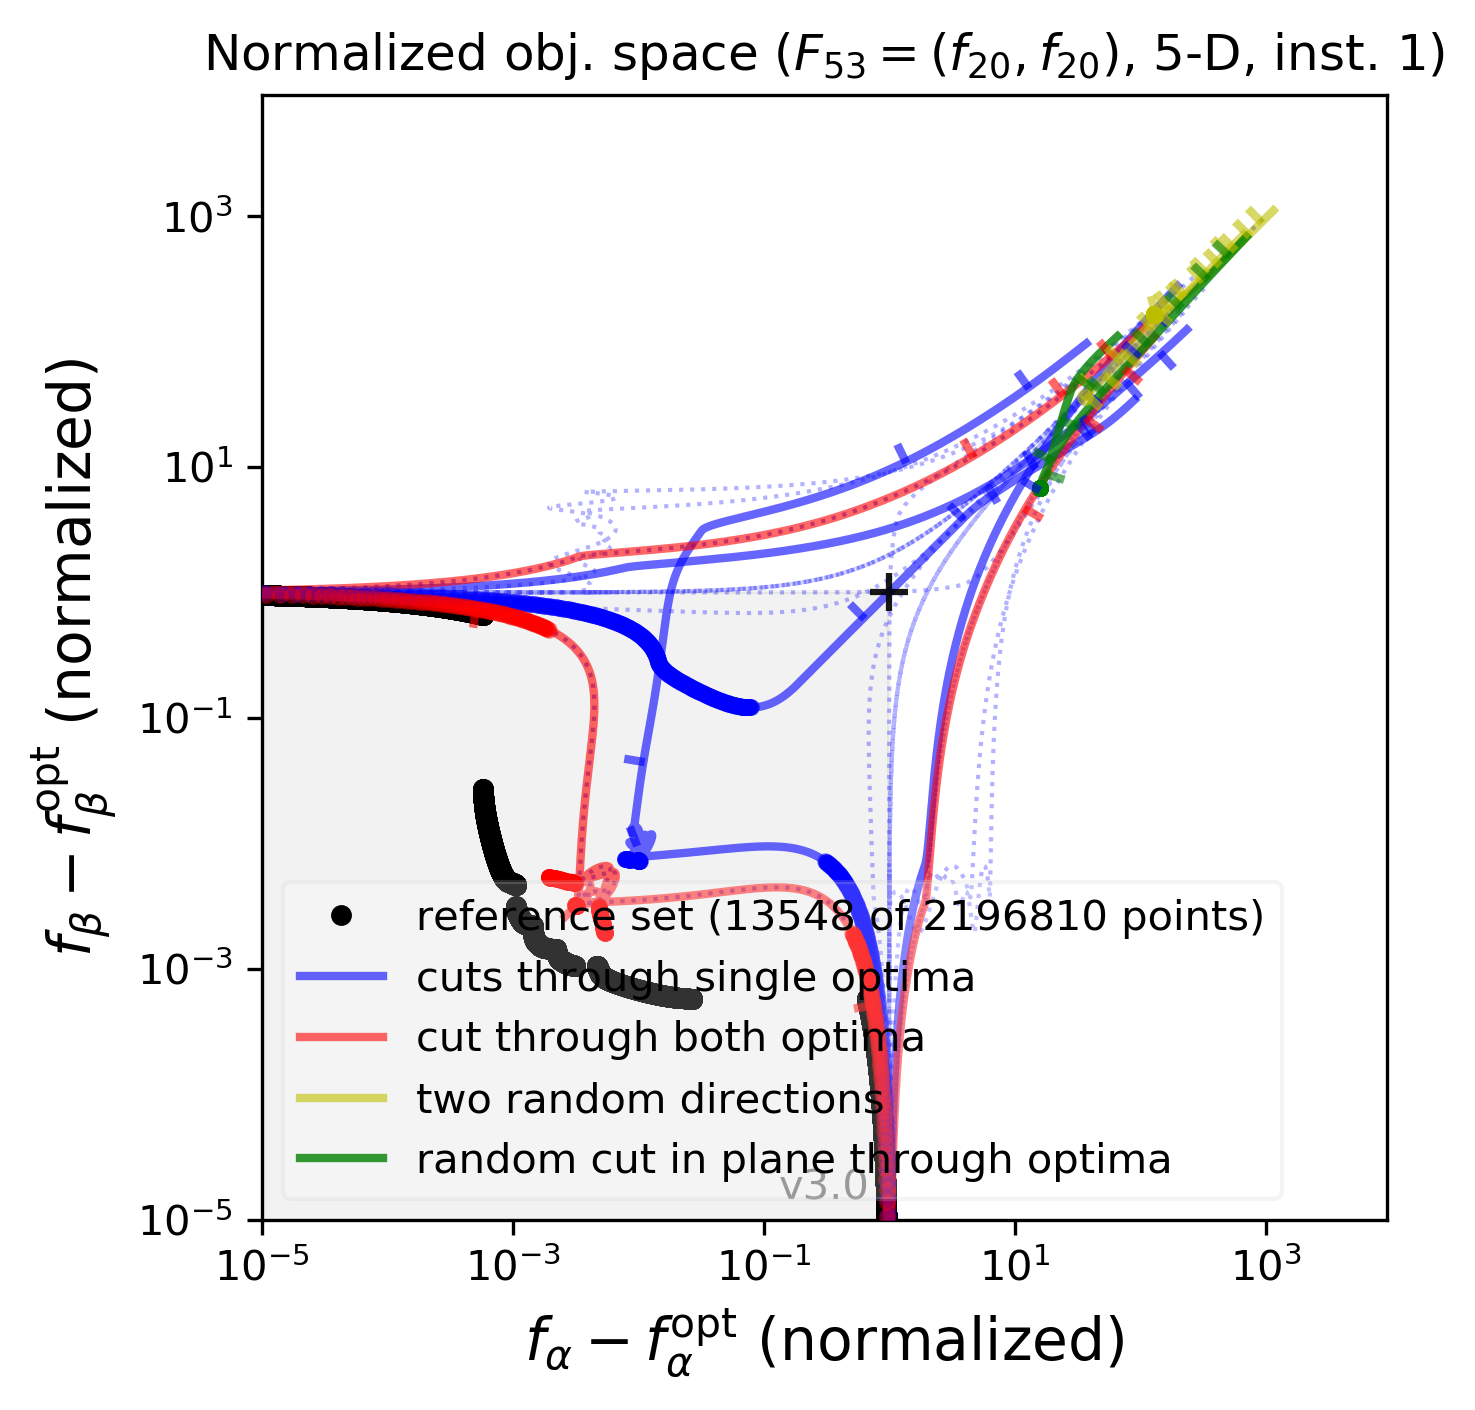 Normalized obj. space (F₅₃ = (f₂₀, f₂₀), 5-D, inst. 1)
10³
10¹
10⁻¹
10⁻³
10⁻⁵
f_β − f_β^opt (normalized)
reference set (13548 of 2196810 points)
cuts through single optima
cut through both optima
two random directions
random cut in plane through optima
v3.0
10⁻⁵ 10⁻³ 10⁻¹ 10¹ 10³
f_α − f_α^opt (normalized)